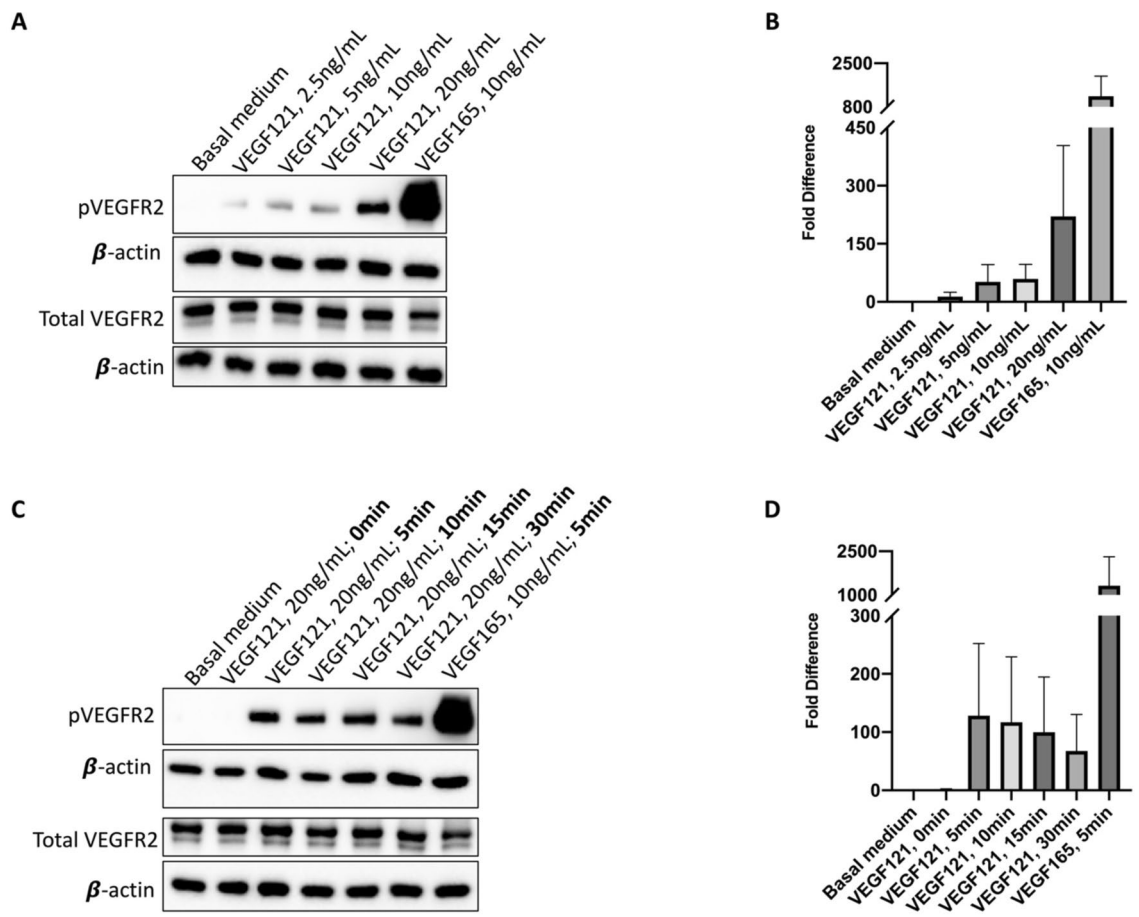 A
Basal medium
VEGF121, 2.5ng/mL
VEGF121, 5ng/mL
VEGF121, 10ng/mL
VEGF121, 20ng/mL
VEGF165, 10ng/mL
pVEGFR2
β-actin
Total VEGFR2
β-actin
B
Fold Difference
2500
800
450
300
150
0
Basal medium
VEGF121, 2.5ng/mL
VEGF121, 5ng/mL
VEGF121, 10ng/mL
VEGF121, 20ng/mL
VEGF165, 10ng/mL
C
Basal medium
VEGF121, 20ng/mL; 0min
VEGF121, 20ng/mL; 5min
VEGF121, 20ng/mL; 10min
VEGF121, 20ng/mL; 15min
VEGF121, 20ng/mL; 30min
VEGF165, 10ng/mL; 5min
pVEGFR2
β-actin
Total VEGFR2
β-actin
D
Fold Difference
2500
1000
300
200
100
0
Basal medium
VEGF121, 0min
VEGF121, 5min
VEGF121, 10min
VEGF121, 15min
VEGF121, 30min
VEGF165, 5min